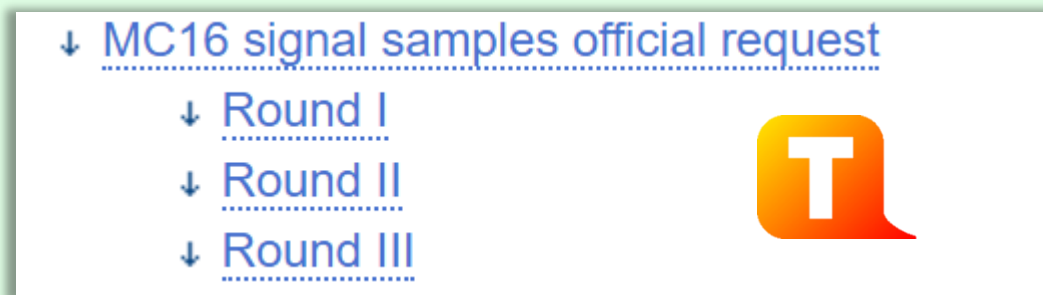 MC16 signal samples official request
Round I
Round II
Round III
T